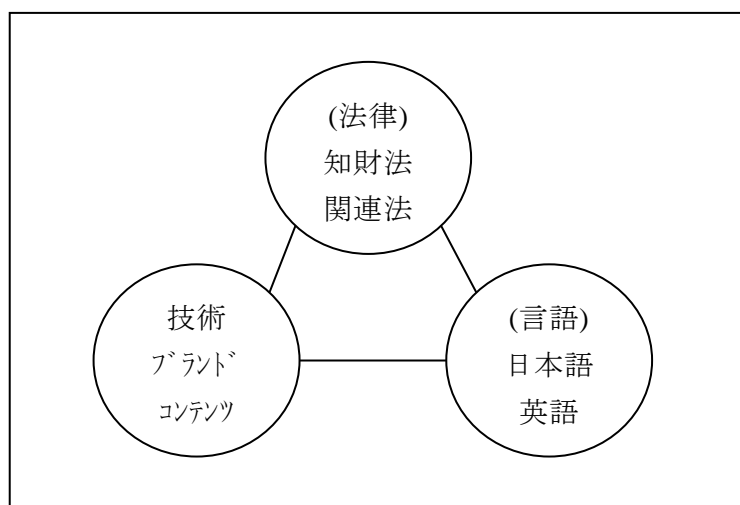 (法律)
知財法
関連法
技術
ﾌﾞﾗﾝﾄﾞ
ｺﾝﾃﾝﾂ
(言語)
日本語
英語